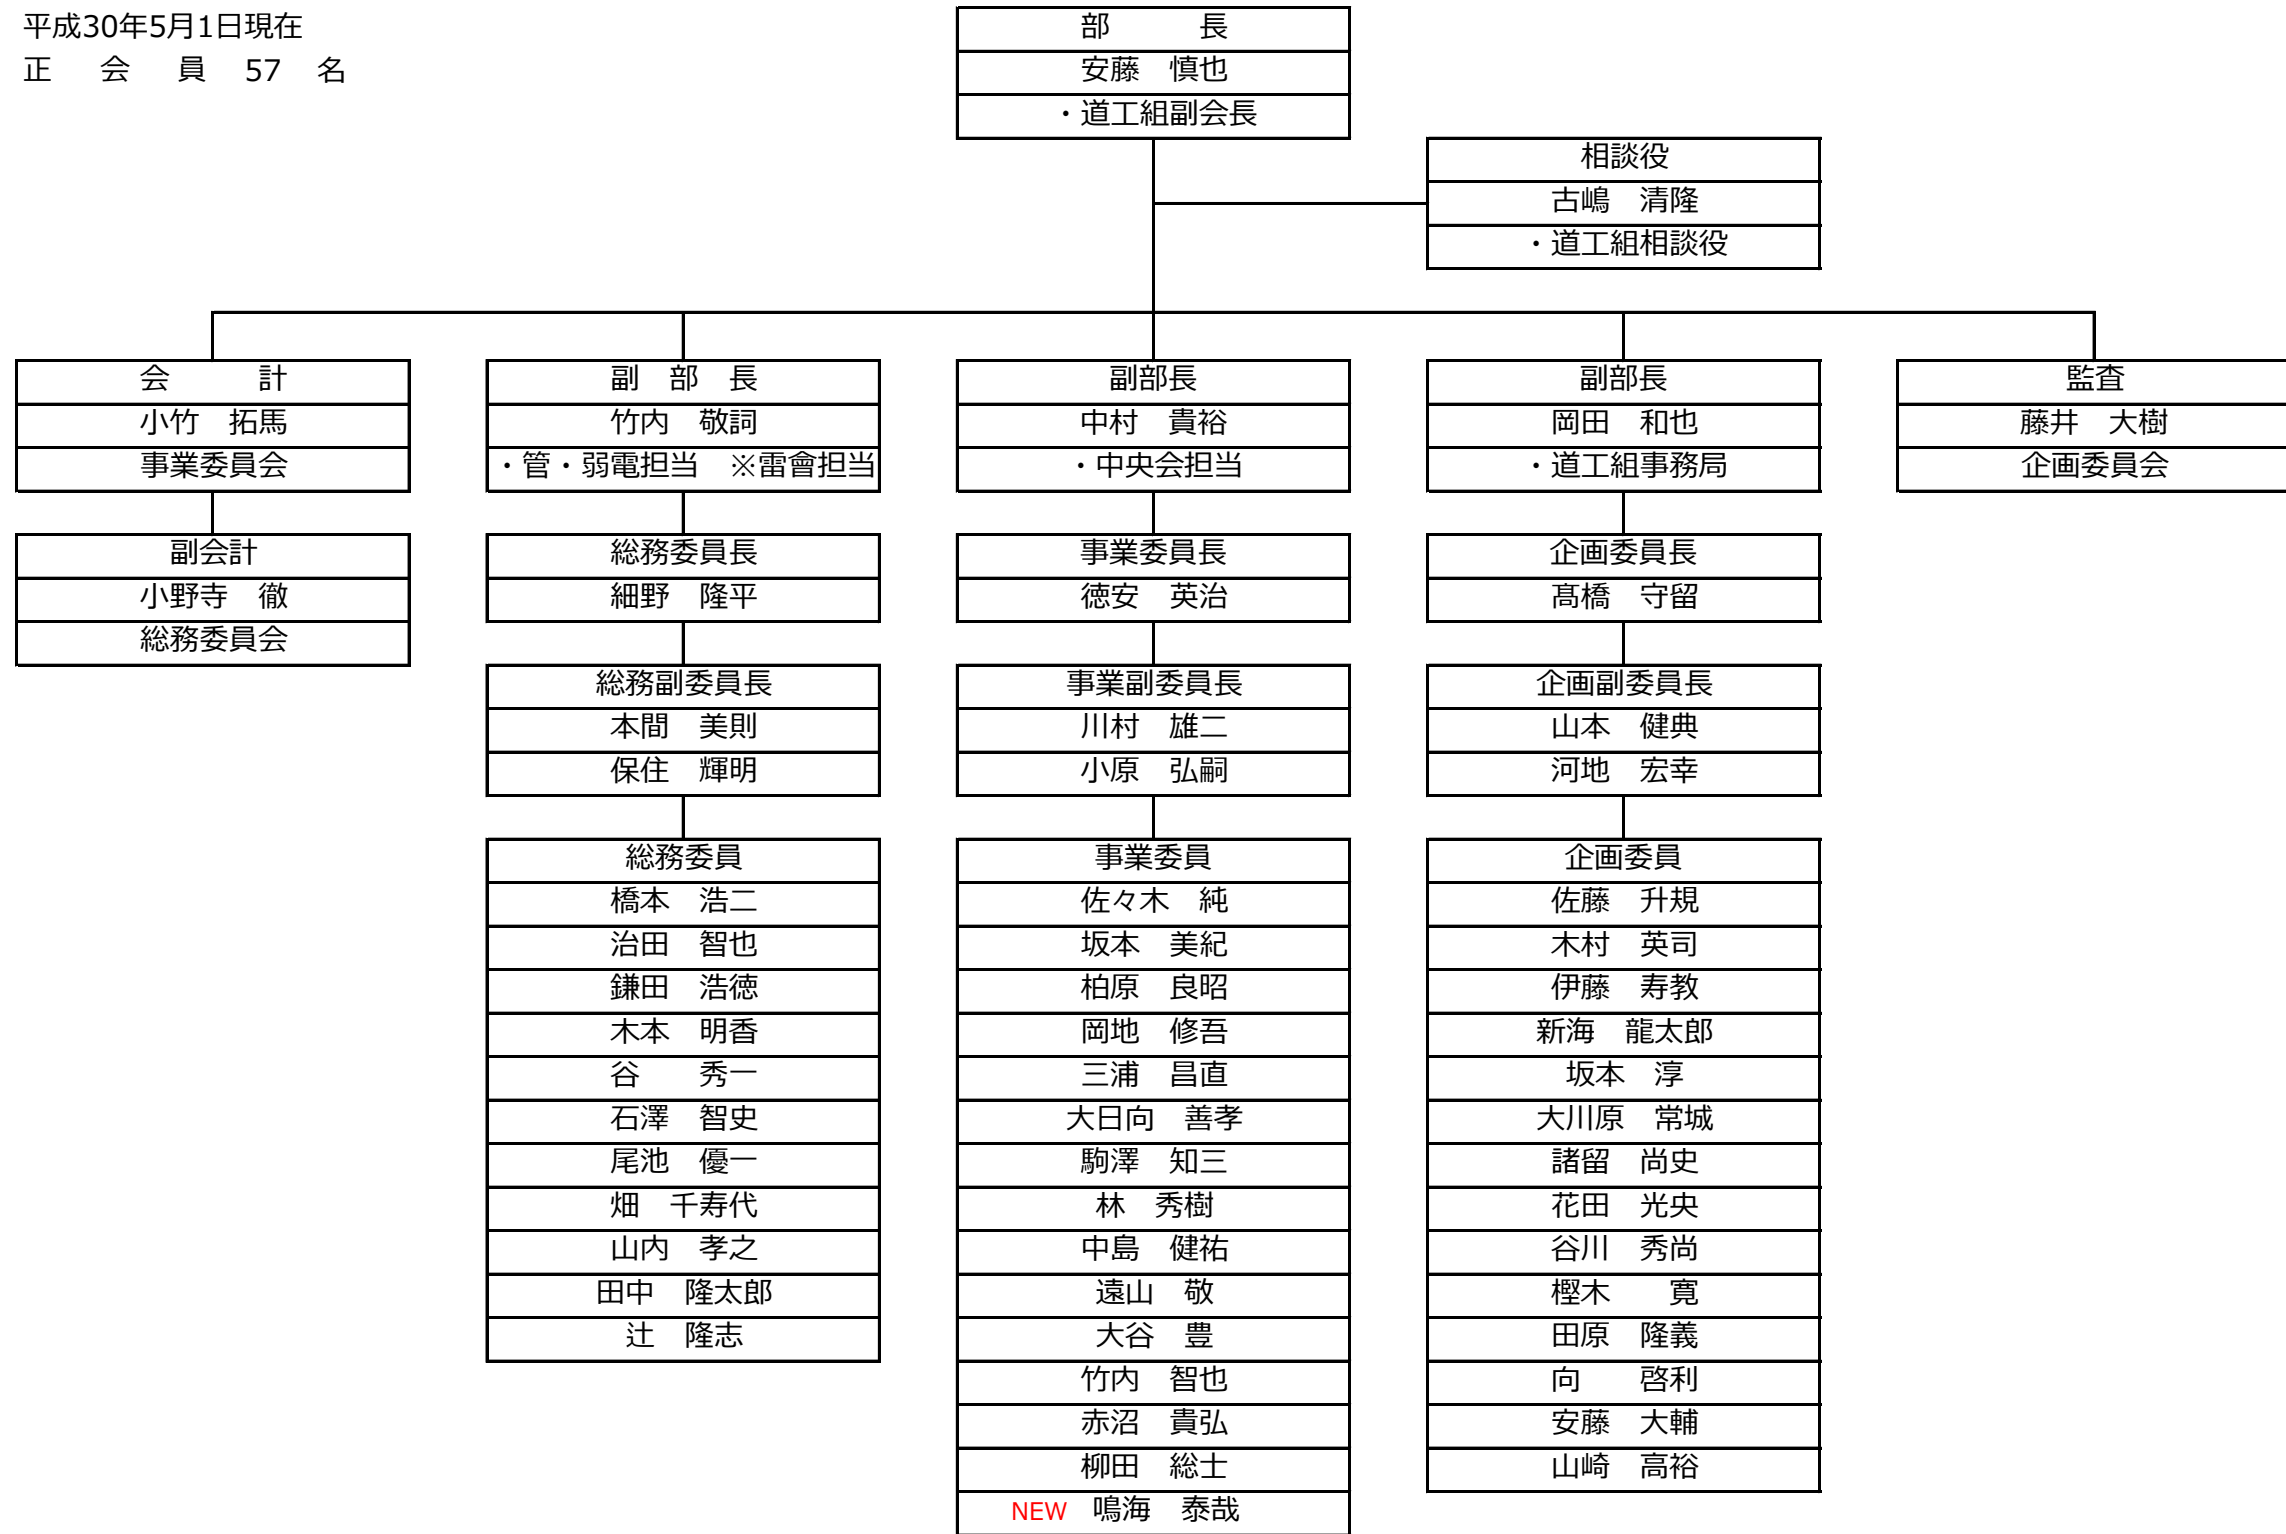 平成30年5月1日現在
正　会　員　57　名
部　　　長
安藤　慎也
・道工組副会長
相談役
古嶋　清隆
・道工組相談役
会　　　計
小竹　拓馬
事業委員会
副会計
小野寺　徹
総務委員会
副　部　長
竹内　敬詞
・管・弱電担当　※雷會担当
総務委員長
細野　隆平
総務副委員長
本間　美則
保住　輝明
総務委員
橋本　浩二
治田　智也
鎌田　浩徳
木本　明香
谷　　秀一
石澤　智史
尾池　優一
畑　千寿代
山内　孝之
田中　隆太郎
辻　隆志
副部長
中村　貴裕
・中央会担当
事業委員長
徳安　英治
事業副委員長
川村　雄二
小原　弘嗣
事業委員
佐々木　純
坂本　美紀
柏原　良昭
岡地　修吾
三浦　昌直
大日向　善孝
駒澤　知三
林　秀樹
中島　健祐
遠山　敬
大谷　豊
竹内　智也
赤沼　貴弘
柳田　総士
NEW　鳴海　泰哉
副部長
岡田　和也
・道工組事務局
企画委員長
髙橋　守留
企画副委員長
山本　健典
河地　宏幸
企画委員
佐藤　升規
木村　英司
伊藤　寿教
新海　龍太郎
坂本　淳
大川原　常城
諸留　尚史
花田　光央
谷川　秀尚
樫木　　寛
田原　隆義
向　　啓利
安藤　大輔
山崎　高裕
監査
藤井　大樹
企画委員会